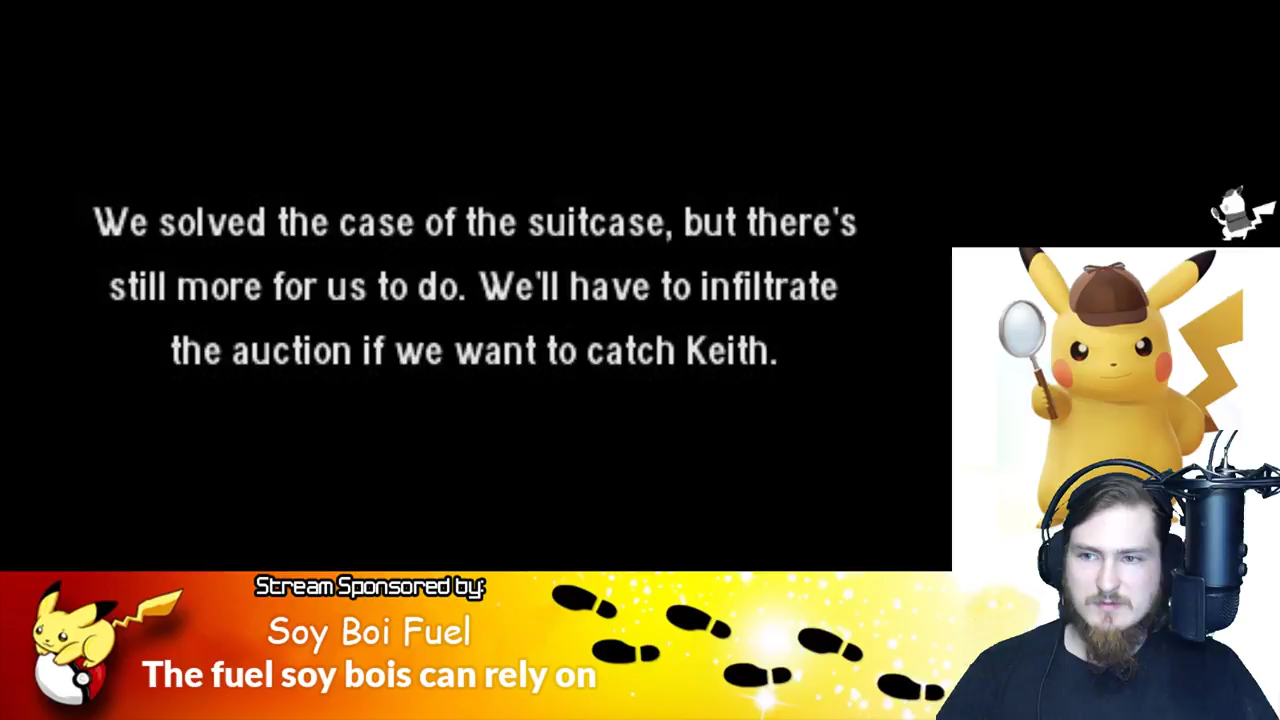 We solved the case of the suitcase, but there's
still more for us to do. We'll have to infiltrate
the auction if we want to catch Keith.
Stream Sponsored by:
Soy Boi Fuel
The fuel soy bois can rely on